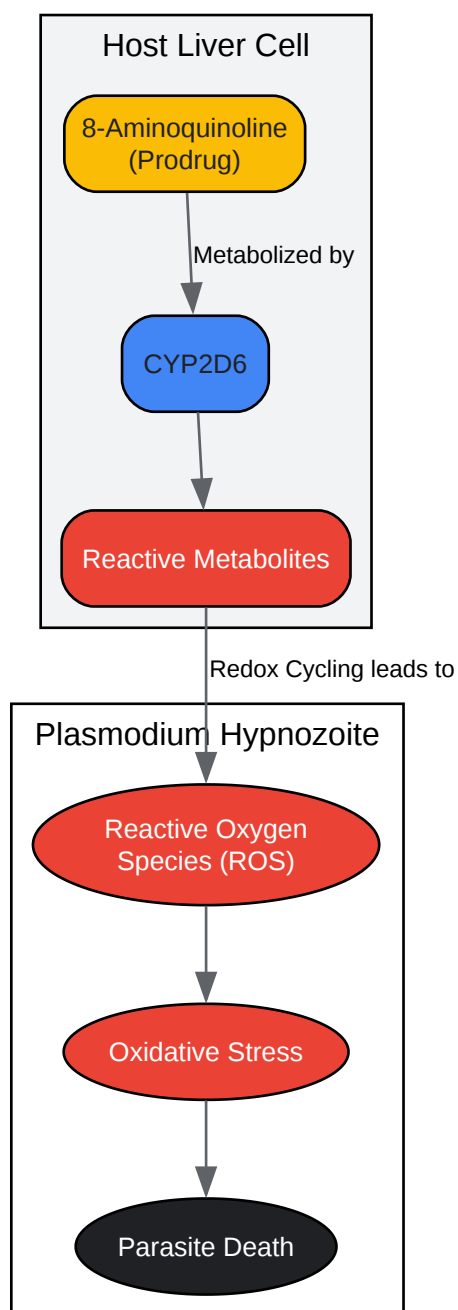 Host Liver Cell
8-Aminoquinoline
(Prodrug)
Metabolized by
CYP2D6
Reactive Metabolites
Redox Cycling leads to
Plasmodium Hypnozoite
Reactive Oxygen
Species (ROS)
Oxidative Stress
Parasite Death